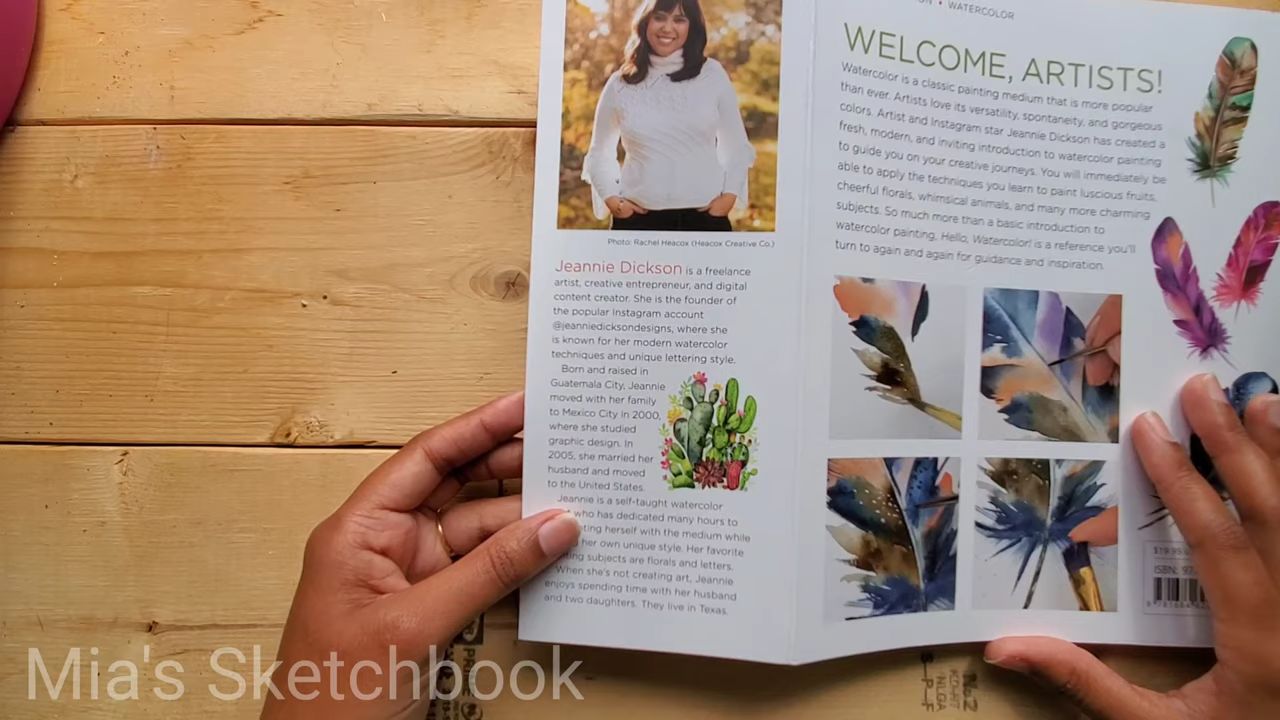 Photo: Rachel Heacox (Heacox Creative Co.)
Jeannie Dickson is a freelance
artist, creative entrepreneur, and digital
content creator. She is the founder of
the popular Instagram account
@jeanniedicksondesigns, where she
is known for her modern watercolor
techniques and unique lettering style.
Born and raised in
Guatemala City, Jeannie
moved with her family
to Mexico City in 2000,
where she studied
graphic design. In
2005, she married her
husband and moved
to the United States.
Jeannie is a self-taught watercolor
who has dedicated many hours to
herself with the medium while
her own unique style. Her favorite
subjects are florals and letters.
When she's not creating art, Jeannie
enjoys spending time with her husband
and two daughters. They live in Texas.
• WATERCOLOR
WELCOME, ARTISTS!
Watercolor is a classic painting medium that is more popular
than ever. Artists love its versatility, spontaneity, and gorgeous
colors. Artist and Instagram star Jeannie Dickson has created a
fresh, modern, and inviting introduction to watercolor painting
to guide you on your creative journeys. You will immediately be
able to apply the techniques you learn to paint luscious fruits,
cheerful florals, whimsical animals, and many more charming
subjects. So much more than a basic introduction to
watercolor painting, Hello, Watercolor! is a reference you'll
turn to again and again for guidance and inspiration.
ISBN:
Mia's Sketchbook
S-P-F
No.2
KD-HT
NLGA